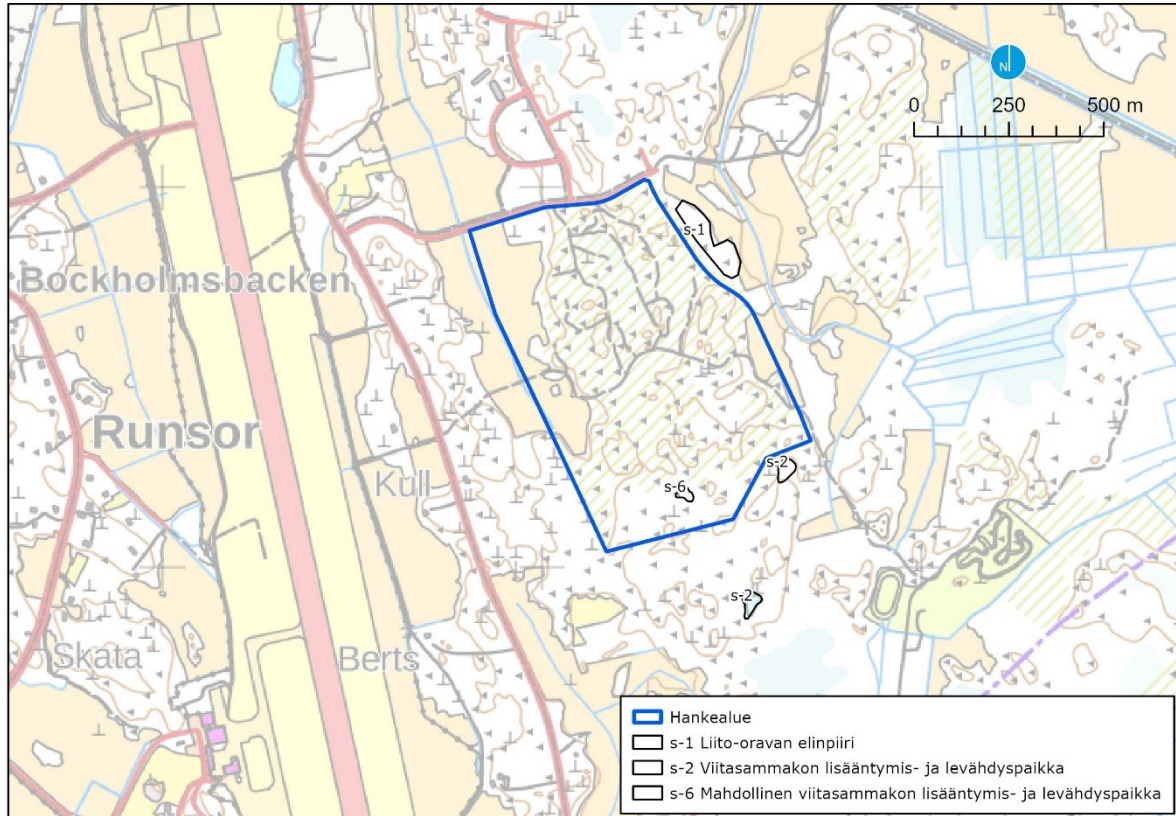 N
0 250 500 m
s-1
Bockholmsbacken
Runsor
Kull
s-2
s-6
s-2
Skata
Berts
Hankealue
s-1 Liito-oravan elinpiiri
s-2 Viitasammakon lisääntymis- ja levähdyspaikka
s-6 Mahdollinen viitasammakon lisääntymis- ja levähdyspaikka